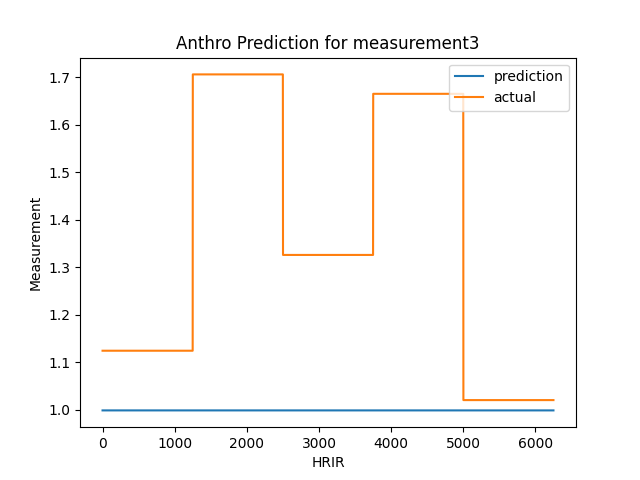 Anthro Prediction for measurement3
prediction
actual
Measurement
1.7
1.6
1.5
1.4
1.3
1.2
1.1
1.0
0 1000 2000 3000 4000 5000 6000
HRIR